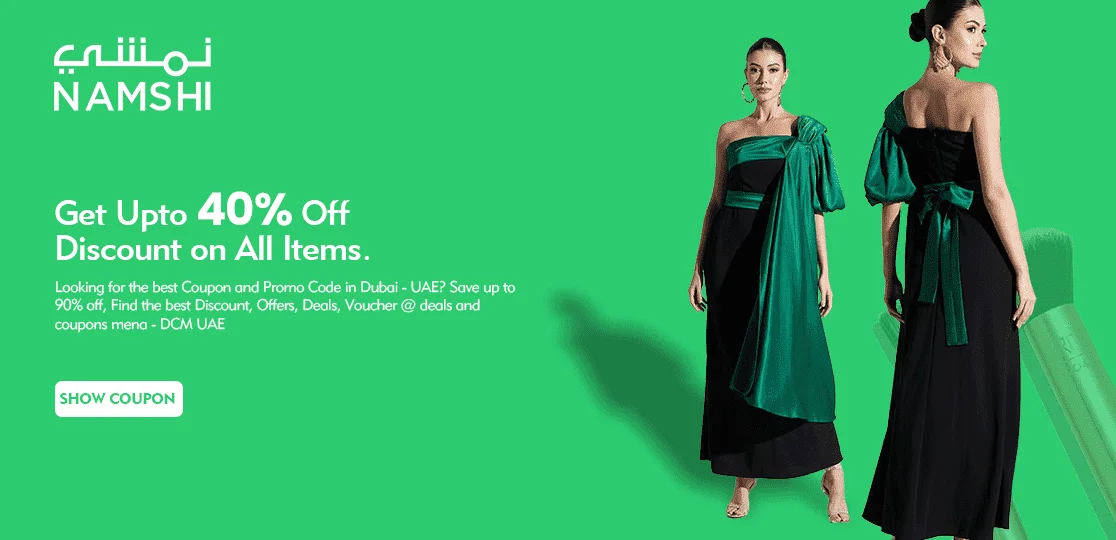 نمشي
NAMSHI
Get Upto 40% Off
Discount on All Items.
Looking for the best Coupon and Promo Code in Dubai - UAE? Save up to
90% off, Find the best Discount, Offers, Deals, Voucher @ deals and
coupons mena - DCM UAE
SHOW COUPON